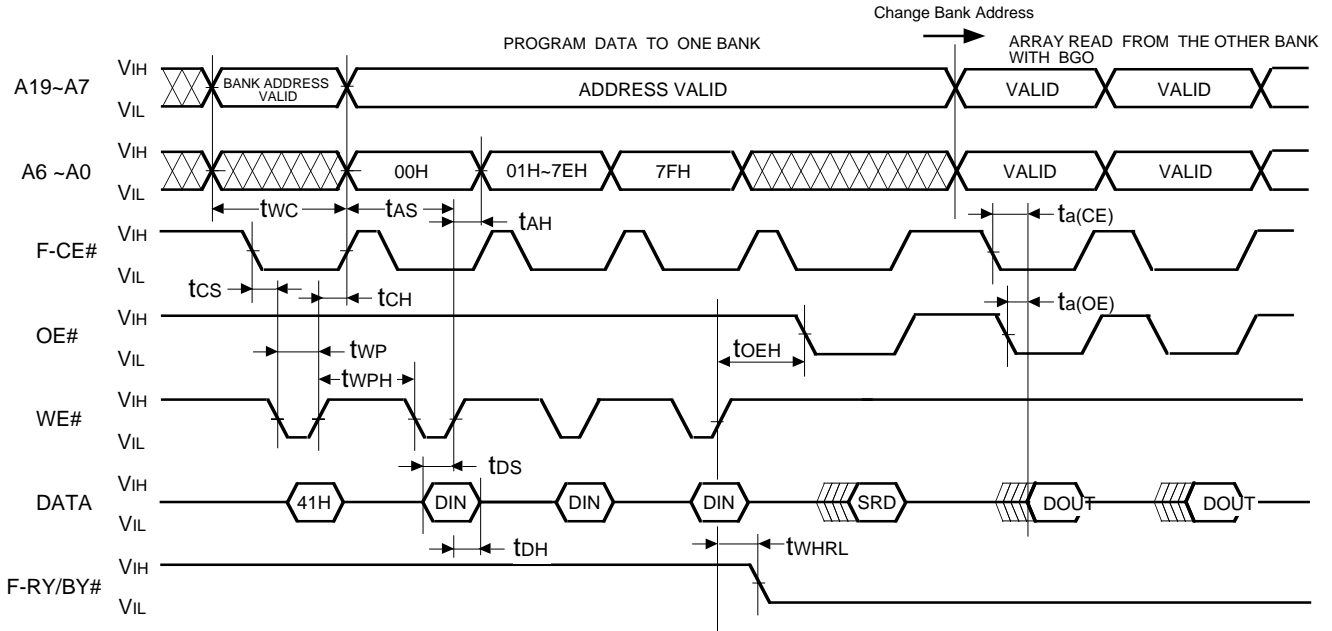 Change Bank Address
PROGRAM DATA TO ONE BANK
ARRAY READ FROM THE OTHER BANK
WITH BGO
A19~A7
VIH
VIL
BANK ADDRESS
VALID
ADDRESS VALID
VALID
VALID
A6 ~A0
VIH
VIL
00H
01H~7EH
7FH
VALID
VALID
tWC
tAS
tAH
ta(CE)
F-CE#
VIH
VIL
tCS
tCH
ta(OE)
OE#
VIH
VIL
tWP
tOEH
tWPH
WE#
VIH
VIL
tDS
DATA
VIH
VIL
41H
DIN
DIN
DIN
SRD
DOUT
DOUT
tDH
tWHRL
F-RY/BY#
VIH
VIL